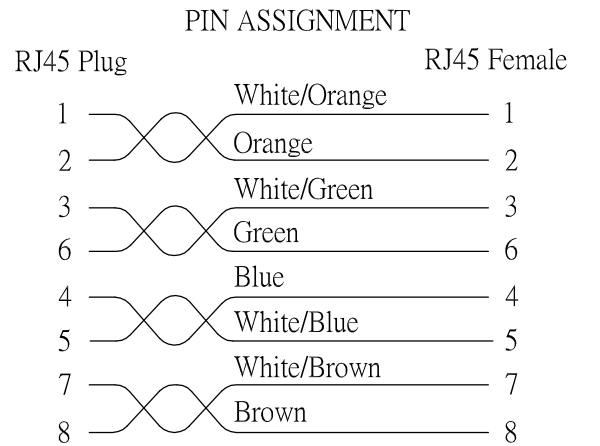 PIN ASSIGNMENT
RJ45 Plug RJ45 Female
1 White/Orange 1
2 Orange 2
3 White/Green 3
6 Green 6
4 Blue 4
5 White/Blue 5
7 White/Brown 7
8 Brown 8